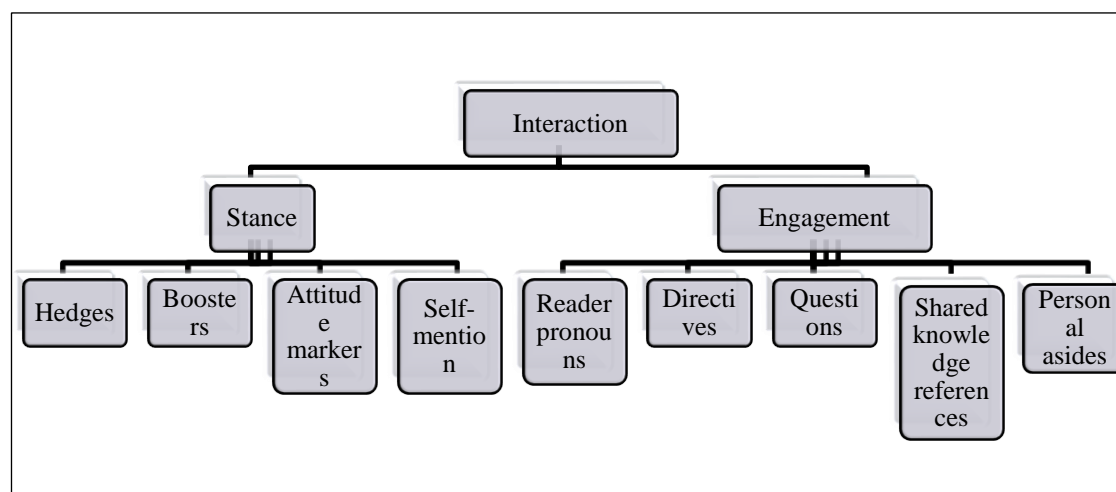 Interaction
Stance
Engagement
Hedges
Booste
rs
Attitud
e
marker
s
Self-
mentio
n
Reader
pronou
ns
Directi
ves
Questi
ons
Shared
knowle
dge
referen
ces
Person
al
asides